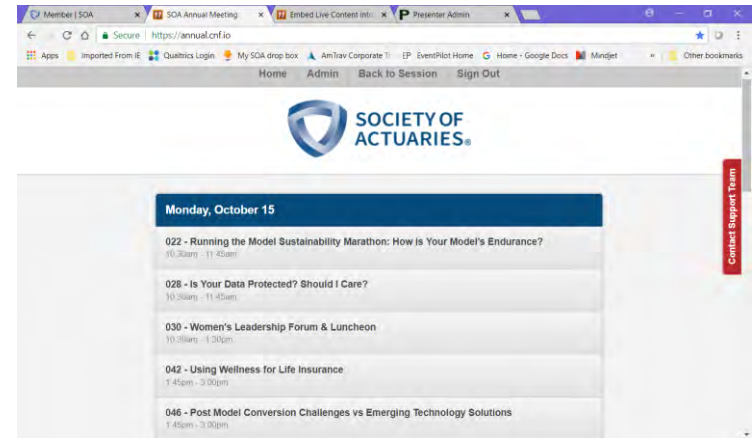 Member | SOA
SOA Annual Meeting
Embed Live Content into
Presenter Admin
Secure | https://annual.cnf.io
Apps Imported From IE Qualtrics Login My SOA drop box AmTrav Corporate Tr EventPilot Home Home - Google Docs Mindjet » Other bookmarks
Home Admin Back to Session Sign Out
SOCIETY OF
ACTUARIES®
Contact Support Team
Monday, October 15
022 - Running the Model Sustainability Marathon: How is Your Model's Endurance?
10:30am - 11:45am
028 - Is Your Data Protected? Should I Care?
10:30am - 11:45am
030 - Women's Leadership Forum & Luncheon
10:30am - 1:30pm
042 - Using Wellness for Life Insurance
1:45pm - 3:00pm
046 - Post Model Conversion Challenges vs Emerging Technology Solutions
1:45pm - 3:00pm